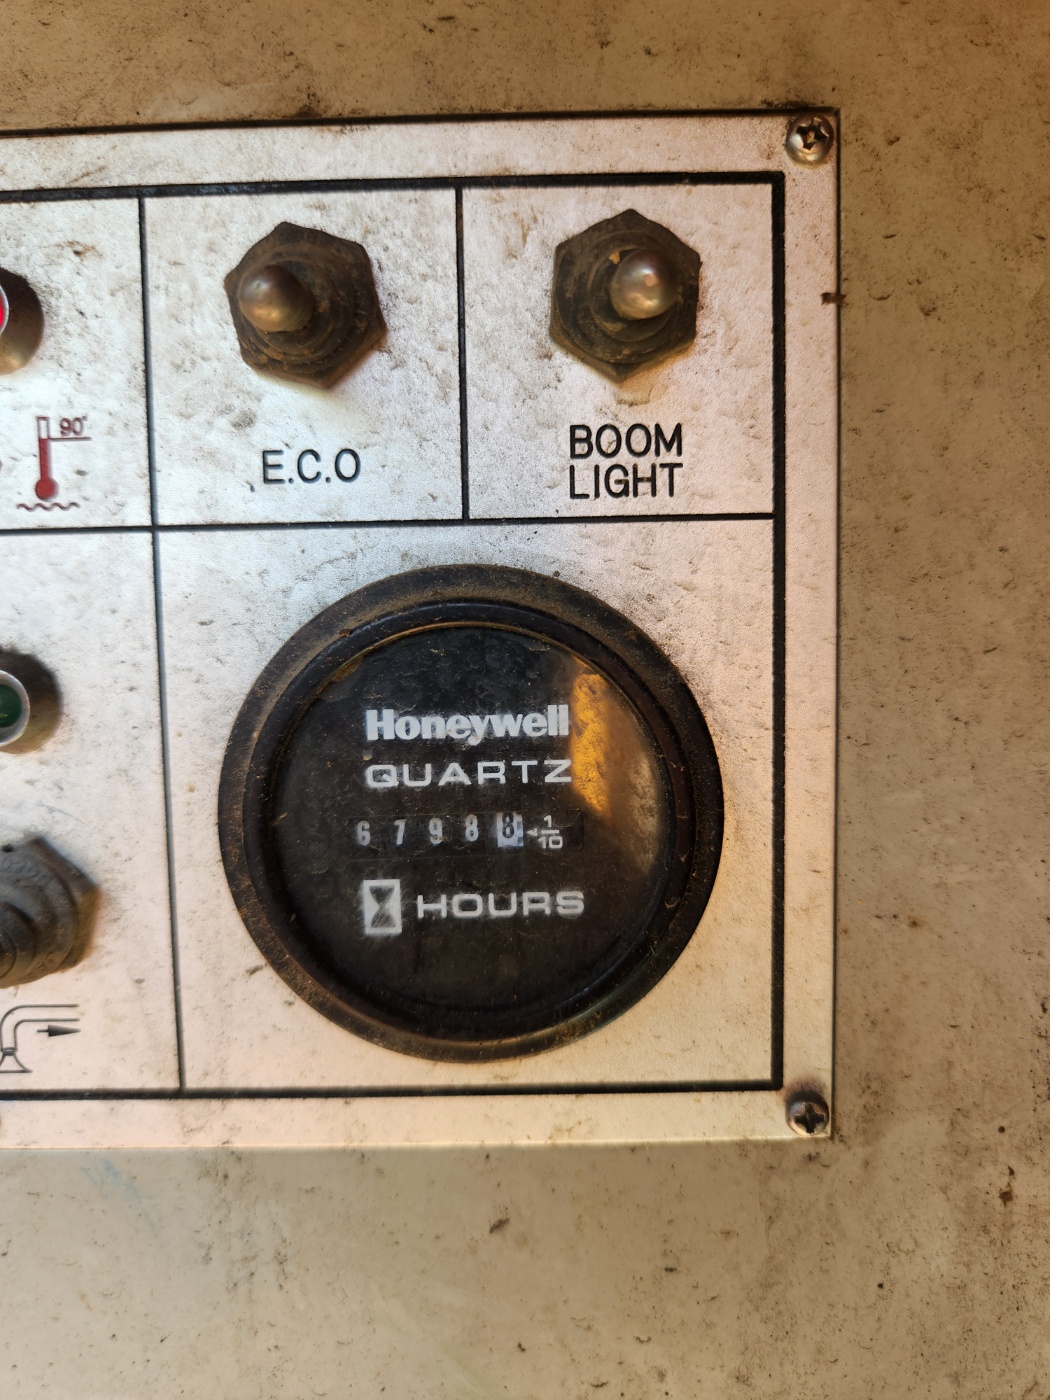 90°
E.C.O
BOOM
LIGHT
Honeywell
QUARTZ
6 7 9 8 8 1/10
HOURS